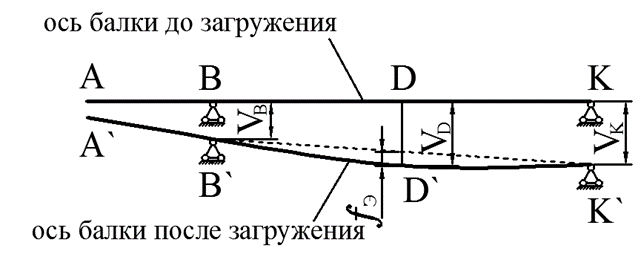 ось балки до загружения
A B D K
V_B V_D V_K
A` B` D` K`
f_Э
ось балки после загружения